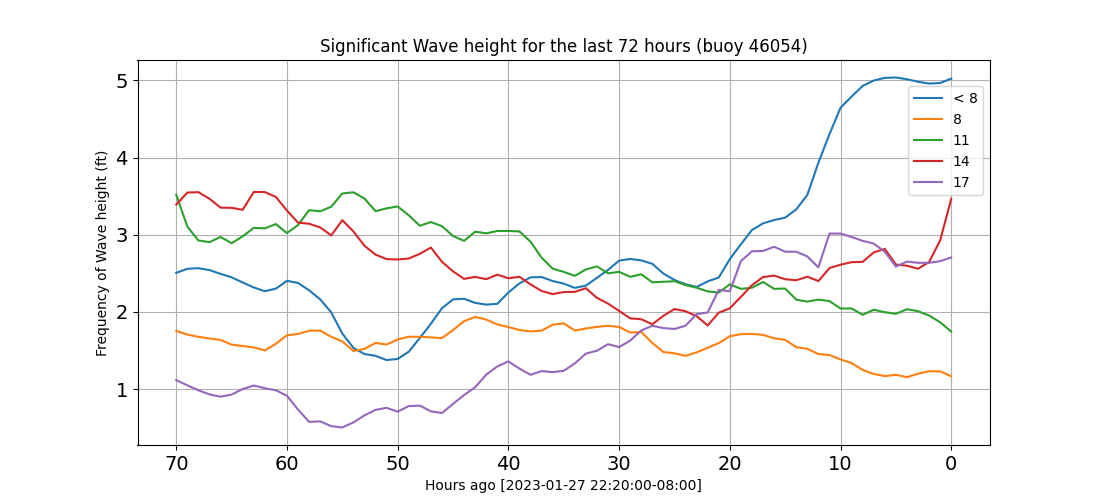 Significant Wave height for the last 72 hours (buoy 46054)
Frequency of Wave height (ft)
5
4
3
2
1
< 8
8
11
14
17
70 60 50 40 30 20 10 0
Hours ago [2023-01-27 22:20:00-08:00]